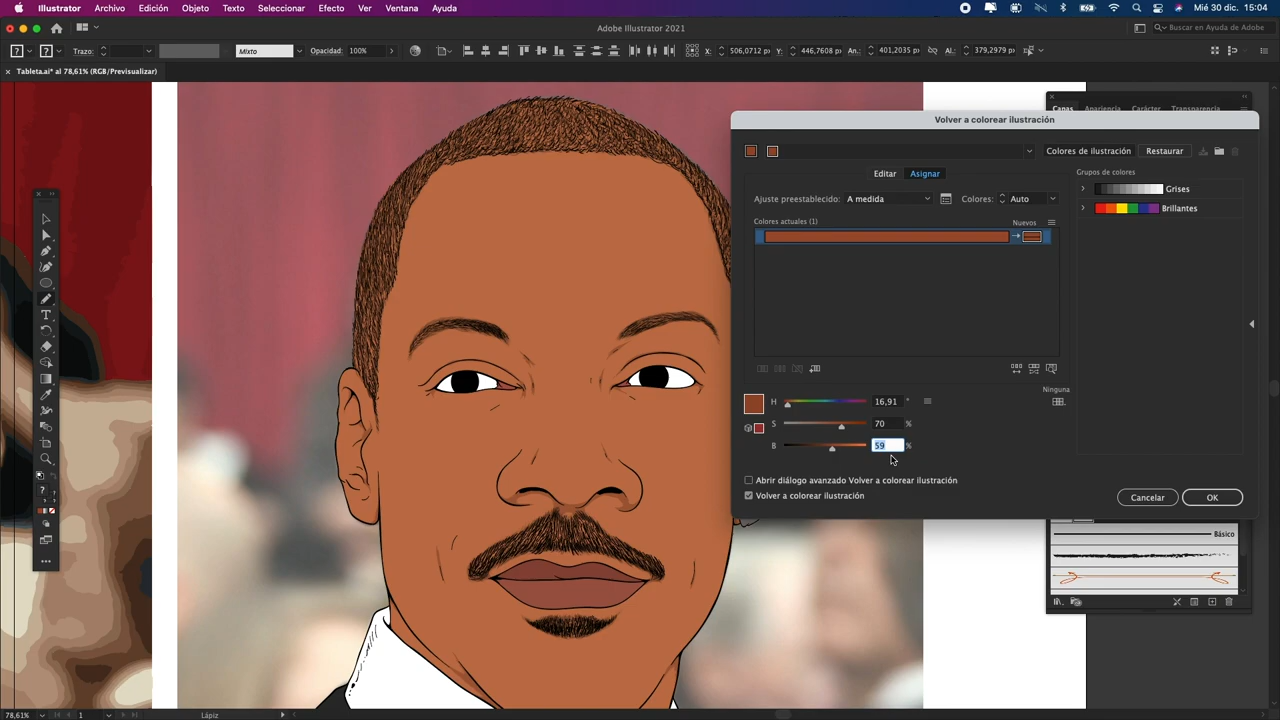 Illustrator Archivo Edición Objeto Texto Seleccionar Efecto Ver Ventana Ayuda Mié 30 dic. 15:04
Adobe Illustrator 2021 Buscar en Ayuda de Adobe
Trazo: Mixto Opacidad: 100% X: 506,0712 px Y: 446,7608 px An.: 401,2035 px Al.: 379,2979 px
Tableta.ai* al 78,61% (RGB/Previsualizar)
Capas Apariencia Carácter Transparencia
Volver a colorear ilustración
Colores de ilustración Restaurar
Editar Asignar
Grupos de colores
Grises
Brillantes
Ajuste preestablecido: A medida Colores: Auto
Colores actuales (1) Nuevos
Ninguna
H 16,91 °
S 70 %
B 59 %
Abrir diálogo avanzado Volver a colorear ilustración
Volver a colorear ilustración
Cancelar OK
Básico
78,61% 1 Lápiz